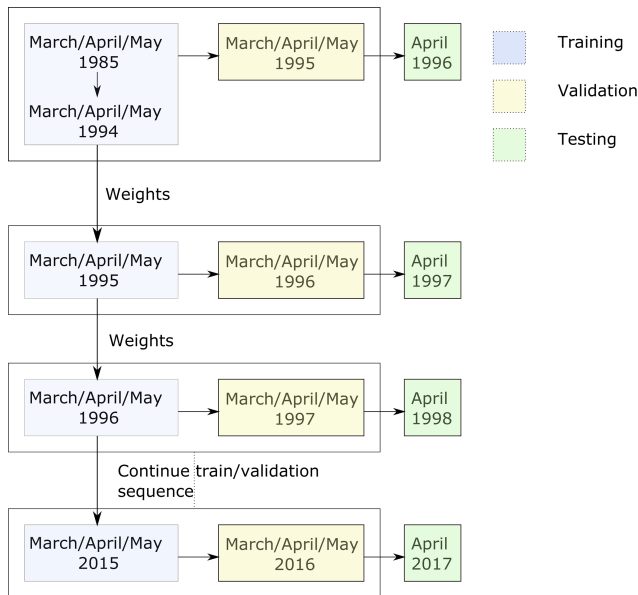 March/April/May
1985
March/April/May
1994
March/April/May
1995
April
1996
Training
Validation
Testing
Weights
March/April/May
1995
March/April/May
1996
April
1997
Weights
March/April/May
1996
March/April/May
1997
April
1998
Continue train/validation
sequence
March/April/May
2015
March/April/May
2016
April
2017